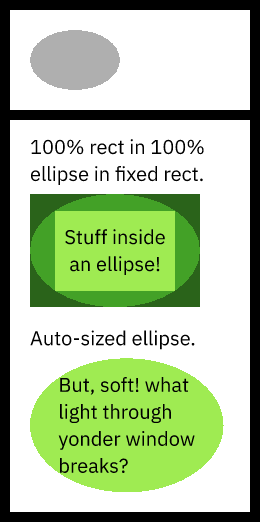 100% rect in 100%
ellipse in fixed rect.
Stuff inside
an ellipse!
Auto-sized ellipse.
But, soft! what
light through
yonder window
breaks?